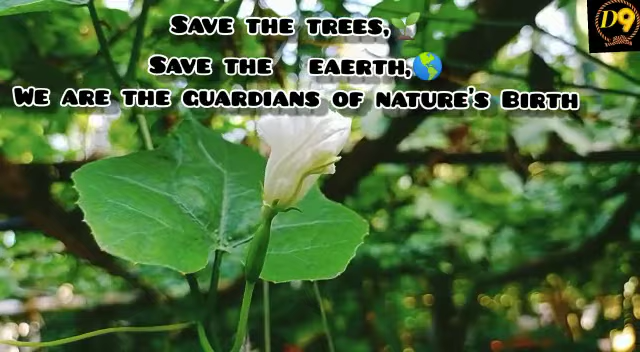 Save the trees, 🌱
Save the eaerth,🌎
We are the guardians of nature's Birth
D9